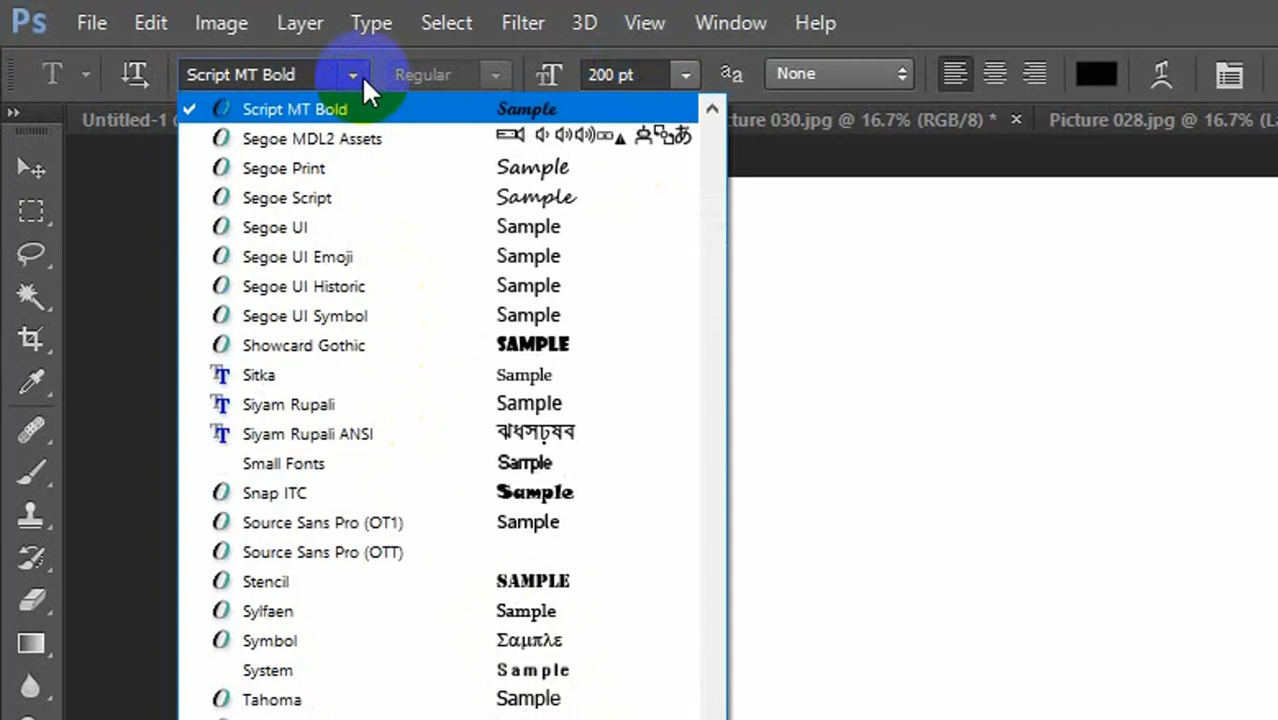 Ps File Edit Image Layer Type Select Filter 3D View Window Help
T Script MT Bold Regular 200 pt None
Untitled-1 cture 030.jpg @ 16.7% (RGB/8) * × Picture 028.jpg @ 16.7% (La
Script MT Bold Sample
Segoe MDL2 Assets
Segoe Print Sample
Segoe Script Sample
Segoe UI Sample
Segoe UI Emoji Sample
Segoe UI Historic Sample
Segoe UI Symbol Sample
Showcard Gothic SAMPLE
Sitka Sample
Siyam Rupali Sample
Siyam Rupali ANSI ঝধসঢ়ষব
Small Fonts Sample
Snap ITC Sample
Source Sans Pro (OT1) Sample
Source Sans Pro (OTT)
Stencil SAMPLE
Sylfaen Sample
Symbol Σαμπλε
System Sample
Tahoma Sample